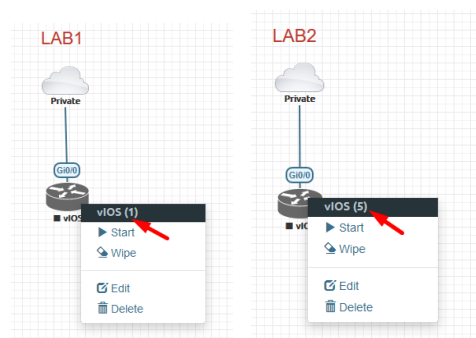 LAB1
Private
Gi0/0
vIOS
vIOS (1)
Start
Wipe
Edit
Delete
LAB2
Private
Gi0/0
vIOS (5)
Start
Wipe
Edit
Delete